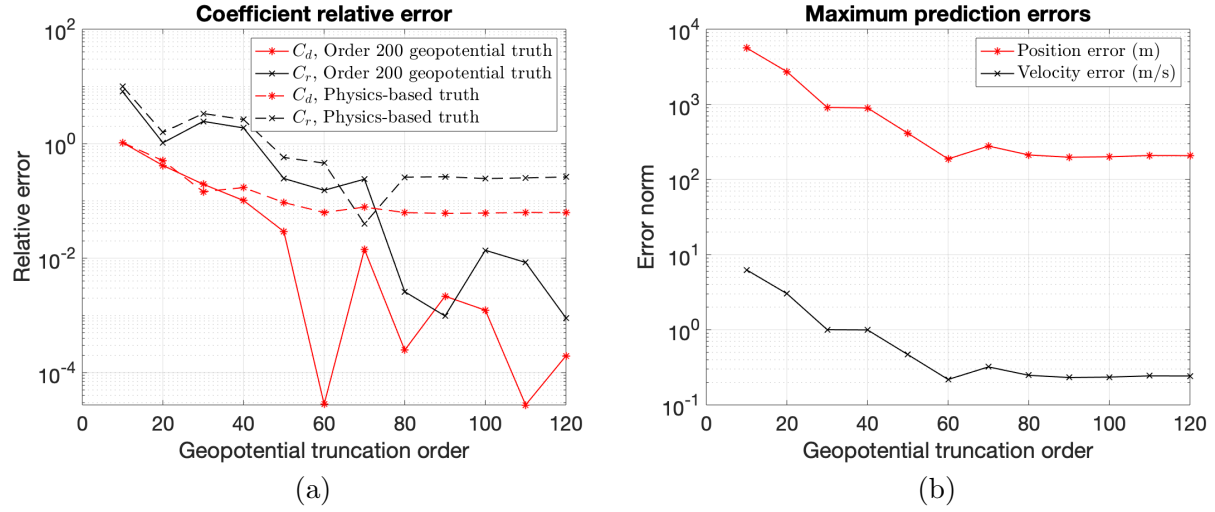 Coefficient relative error
10^2
10^0
10^-2
10^-4
Relative error
C_d, Order 200 geopotential truth
C_r, Order 200 geopotential truth
C_d, Physics-based truth
C_r, Physics-based truth
0 20 40 60 80 100 120
Geopotential truncation order
(a)
Maximum prediction errors
10^4
10^3
10^2
10^1
10^0
10^-1
Error norm
Position error (m)
Velocity error (m/s)
0 20 40 60 80 100 120
Geopotential truncation order
(b)